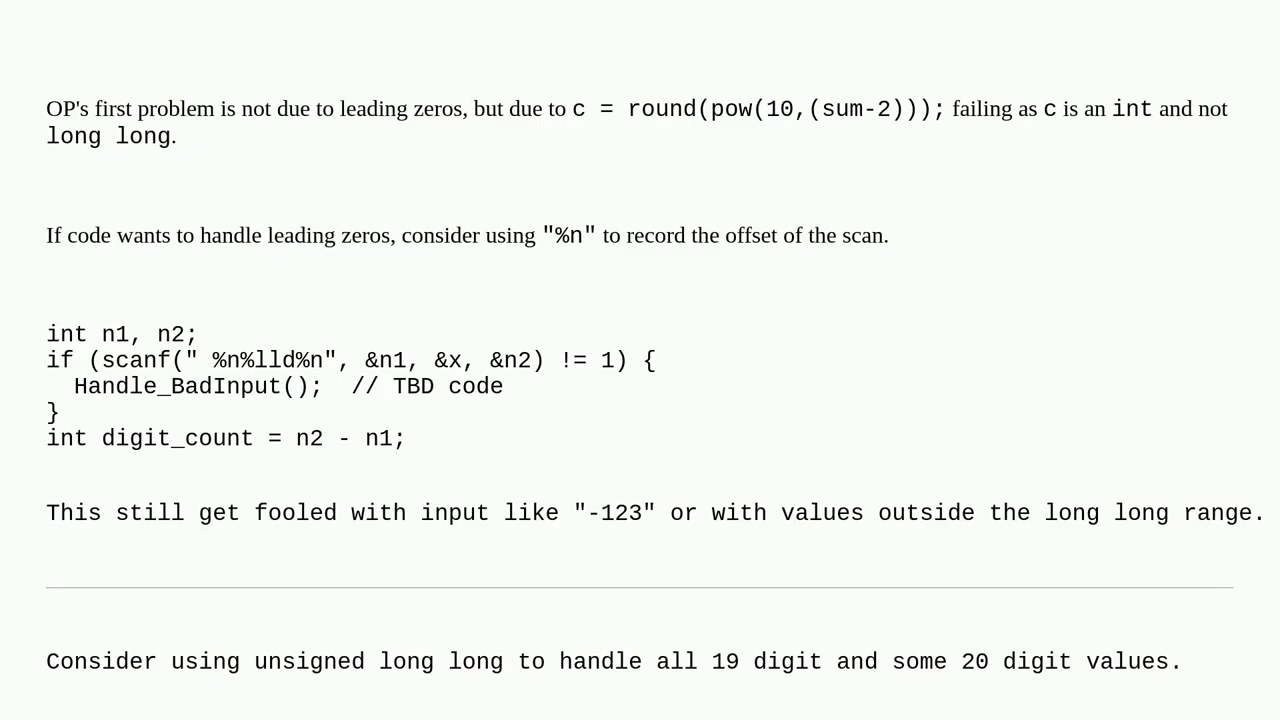 OP's first problem is not due to leading zeros, but due to c = round(pow(10,(sum-2))); failing as c is an int and not
long long.
If code wants to handle leading zeros, consider using "%n" to record the offset of the scan.
int n1, n2;
if (scanf(" %n%lld%n", &n1, &x, &n2) != 1) {
  Handle_BadInput();  // TBD code
}
int digit_count = n2 - n1;
This still get fooled with input like "-123" or with values outside the long long range.
Consider using unsigned long long to handle all 19 digit and some 20 digit values.